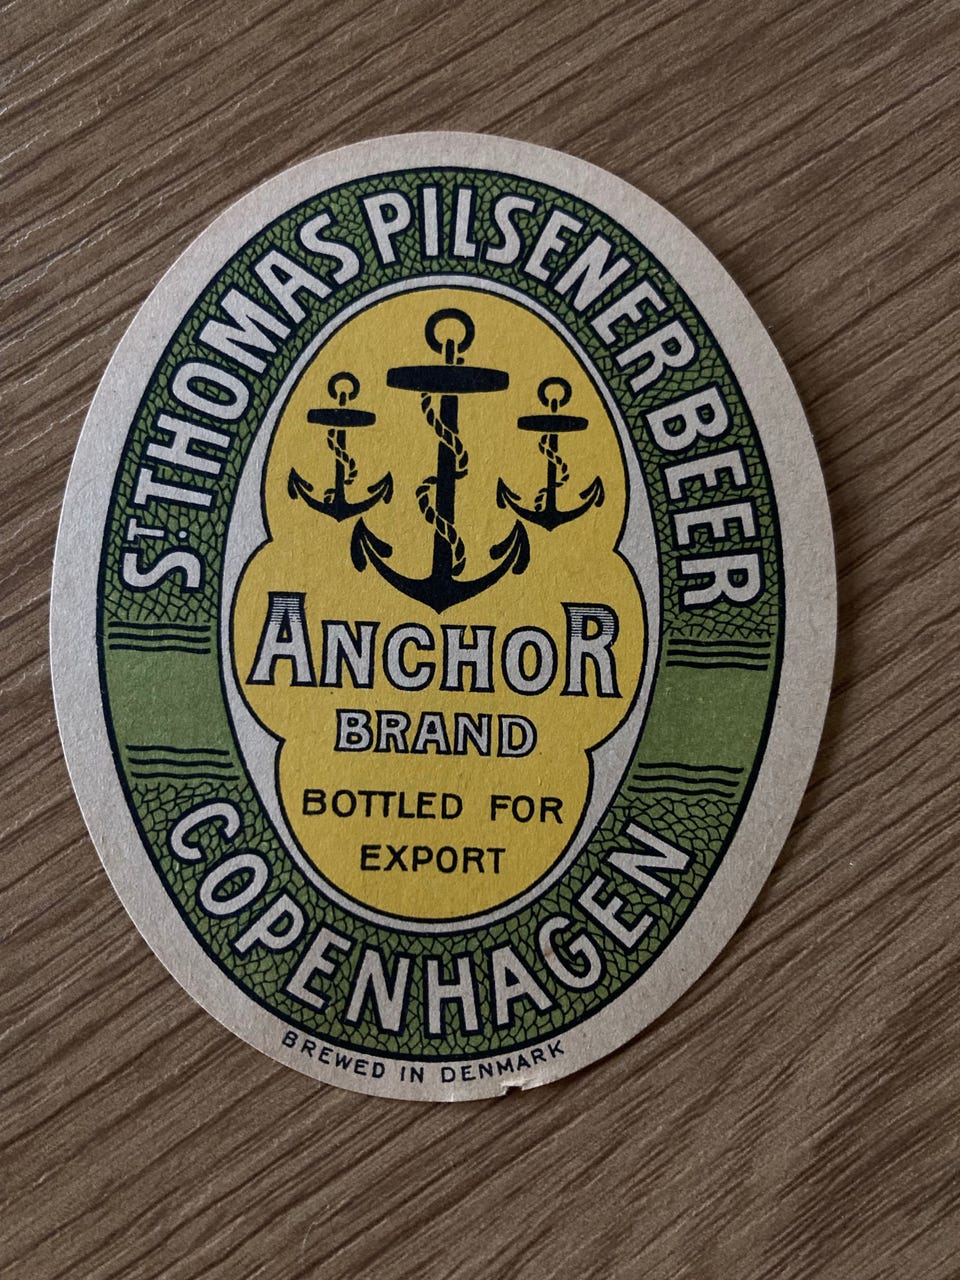 ST. THOMAS PILSENER BEER
ANCHOR
BRAND
BOTTLED FOR
EXPORT
COPENHAGEN
BREWED IN DENMARK